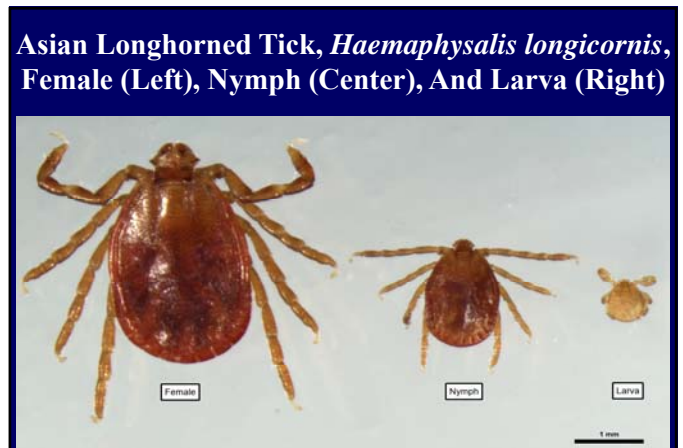 Asian Longhorned Tick, Haemaphysalis longicornis,
Female (Left), Nymph (Center), And Larva (Right)
Female
Nymph
Larva
1 mm